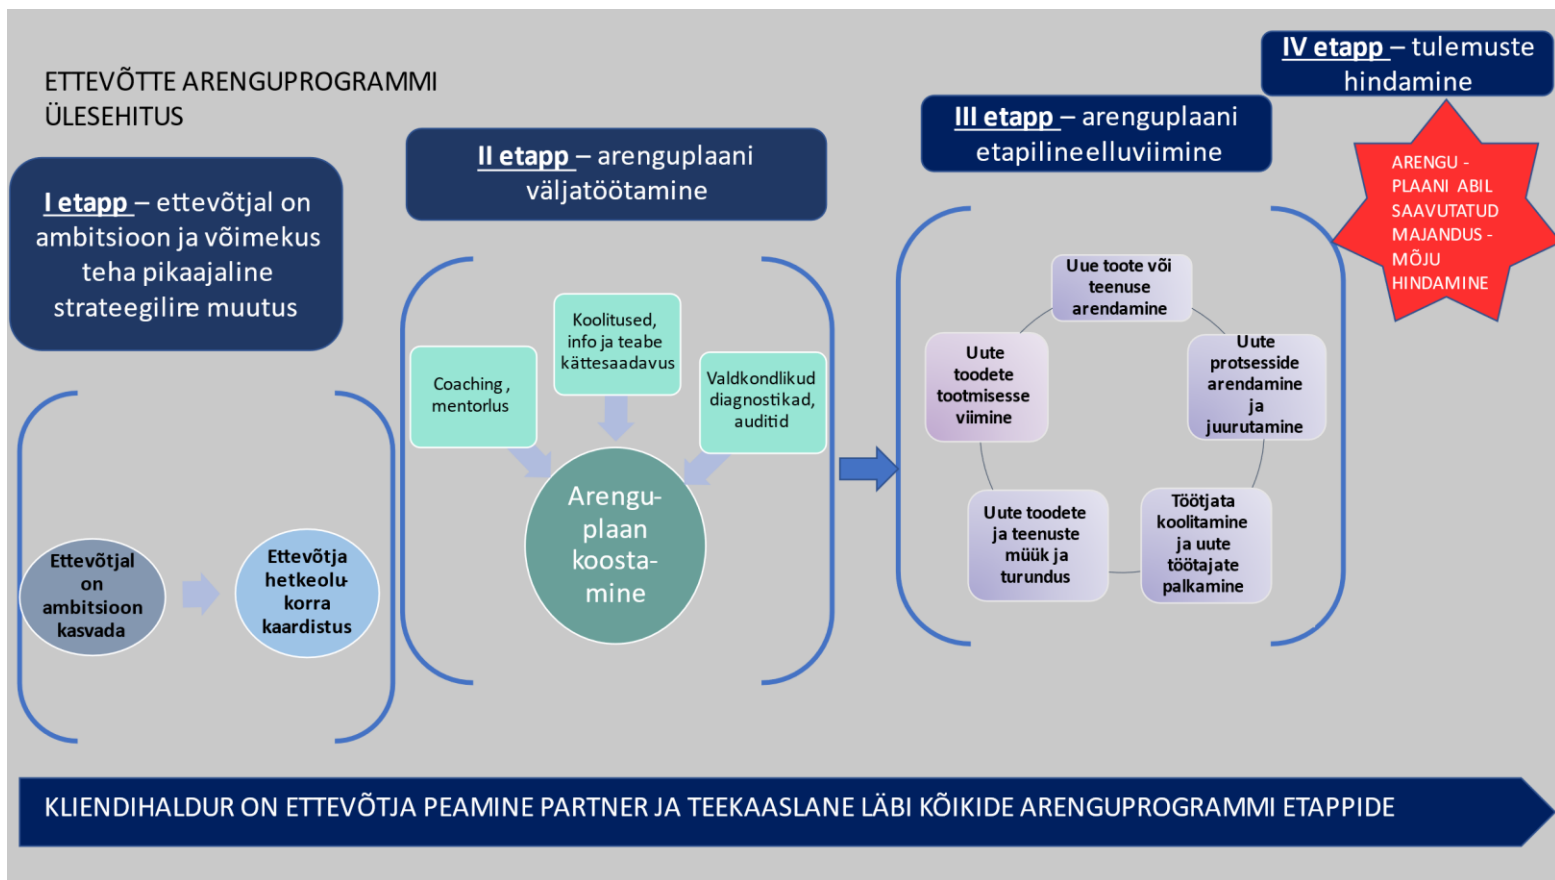 ETTEVÕTTE ARENGUPROGRAMMI
ÜLESEHITUS
I etapp – ettevõtjal on
ambitsioon ja võimekus
teha pikaajaline
strateegiline muutus
Ettevõtjal
on
ambitsioon
kasvada
Ettevõtja
hetkeolu-
korra
kaardistus
II etapp – arenguplaani
väljatöötamine
Coaching ,
mentorlus
Koolitused,
info ja teabe
kättesaadavus
Valdkondlikud
diagnostikad,
auditid
Arengu-
plaan
koosta-
mine
III etapp – arenguplaani
etapiline elluviimine
Uue toote või
teenuse
arendamine
Uute
protsesside
arendamine
ja
juurutamine
Töötjata
koolitamine
ja uute
töötajate
palkamine
Uute toodete
ja teenuste
müük ja
turundus
Uute
toodete
tootmisesse
viimine
IV etapp – tulemuste
hindamine
ARENGU -
PLAANI ABIL
SAAVUTATUD
MAJANDUS -
MÕJU
HINDAMINE
KLIENDIHALDUR ON ETTEVÕTJA PEAMINE PARTNER JA TEEKAASLANE LÄBI KÕIKIDE ARENGUPROGRAMMI ETAPPIDE